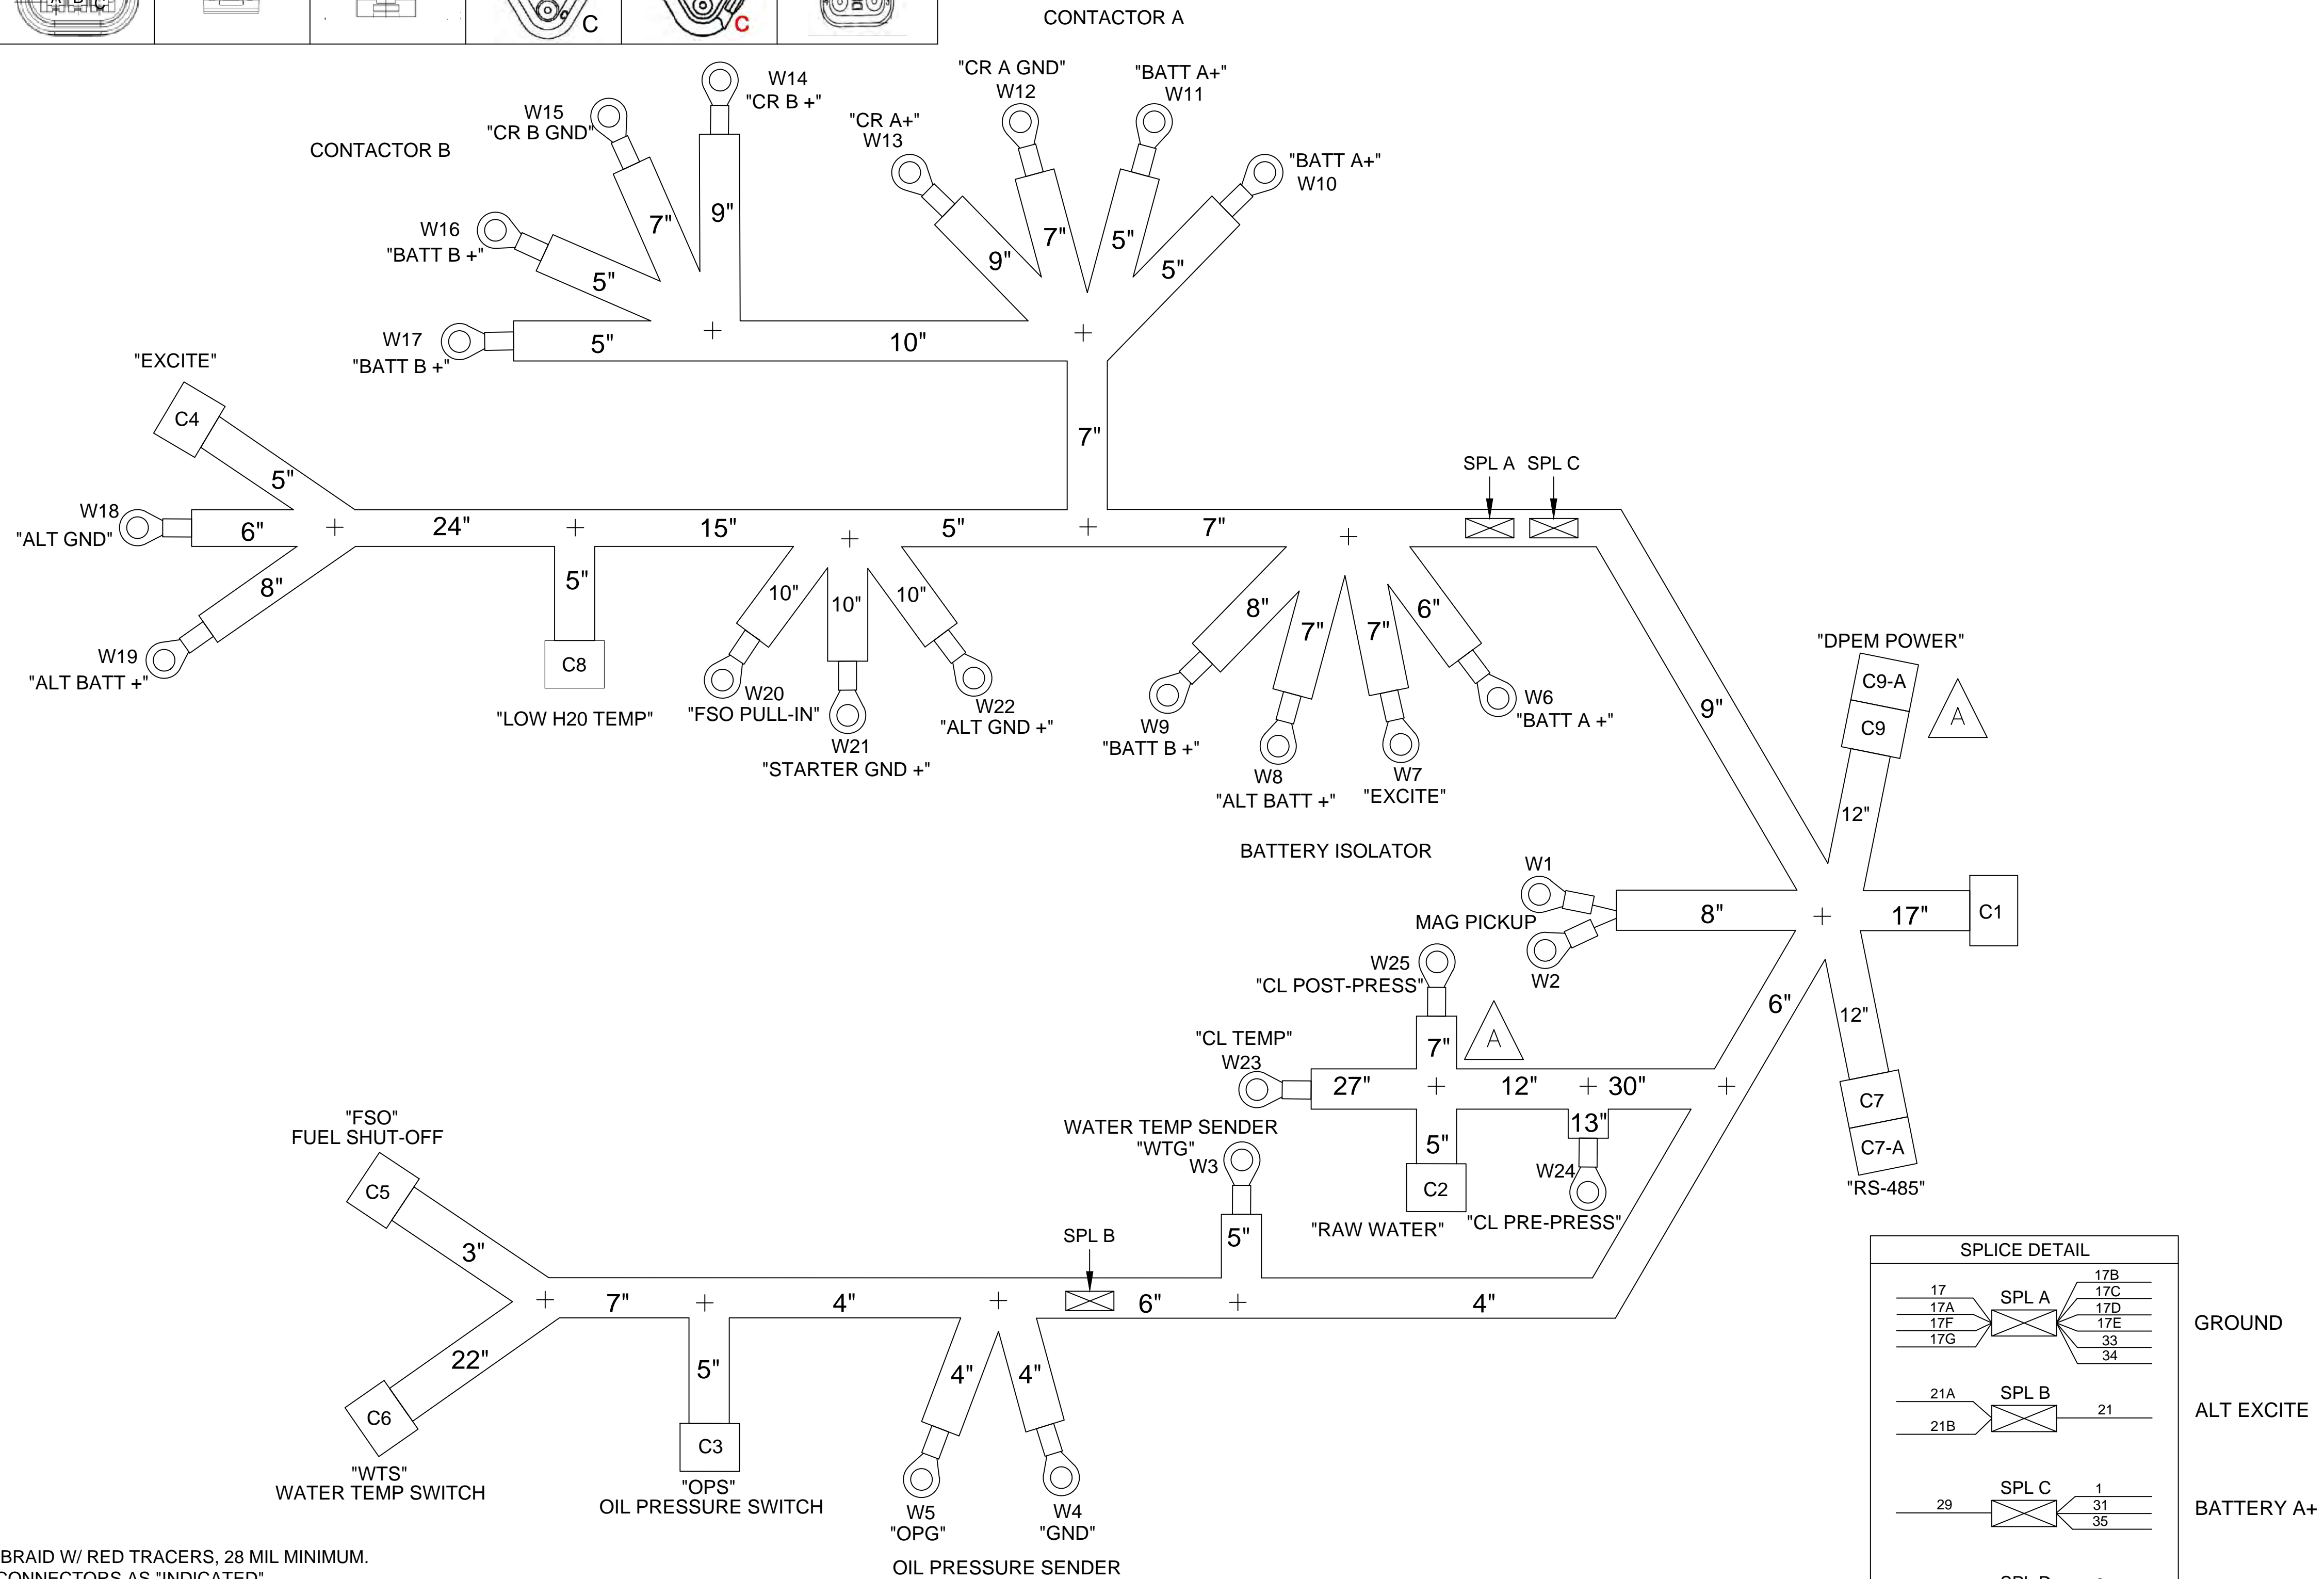 A B C
C
C
D
CONTACTOR A
W14
"CR B +"
"CR A GND"
W12
"BATT A+"
W11
W15
"CR B GND"
"CR A+"
W13
CONTACTOR B
"BATT A+"
W10
W16
"BATT B +"
7"
9"
7"
5"
9"
5"
5"
W17
"BATT B +"
5"
10"
"EXCITE"
C4
5"
7"
SPL A
SPL C
W18
"ALT GND"
6"
24"
15"
5"
7"
8"
W19
"ALT BATT +"
5"
C8
"LOW H20 TEMP"
10"
10"
10"
W20
"FSO PULL-IN"
W21
"STARTER GND +"
W22
"ALT GND +"
8"
7"
7"
6"
W9
"BATT B +"
W8
"ALT BATT +"
W7
"EXCITE"
W6
"BATT A +"
BATTERY ISOLATOR
9"
"DPEM POWER"
C9-A
C9
A
12"
W1
MAG PICKUP
W2
8"
17"
C1
W25
"CL POST-PRESS"
6"
12"
"CL TEMP"
W23
7"
A
27"
12"
30"
C7
C7-A
"RS-485"
13"
5"
C2
"RAW WATER"
W24
"CL PRE-PRESS"
WATER TEMP SENDER
"WTG"
W3
5"
"FSO"
FUEL SHUT-OFF
C5
3"
SPL B
7"
4"
6"
4"
22"
C6
"WTS"
WATER TEMP SWITCH
5"
C3
"OPS"
OIL PRESSURE SWITCH
4"
4"
W5
"OPG"
W4
"GND"
OIL PRESSURE SENDER
SPLICE DETAIL
17
17A
17F
17G
SPL A
17B
17C
17D
17E
33
34
GROUND
21A
21B
SPL B
21
ALT EXCITE
29
SPL C
1
31
35
BATTERY A+
BRAID W/ RED TRACERS, 28 MIL MINIMUM.
CONNECTORS AS "INDICATED"